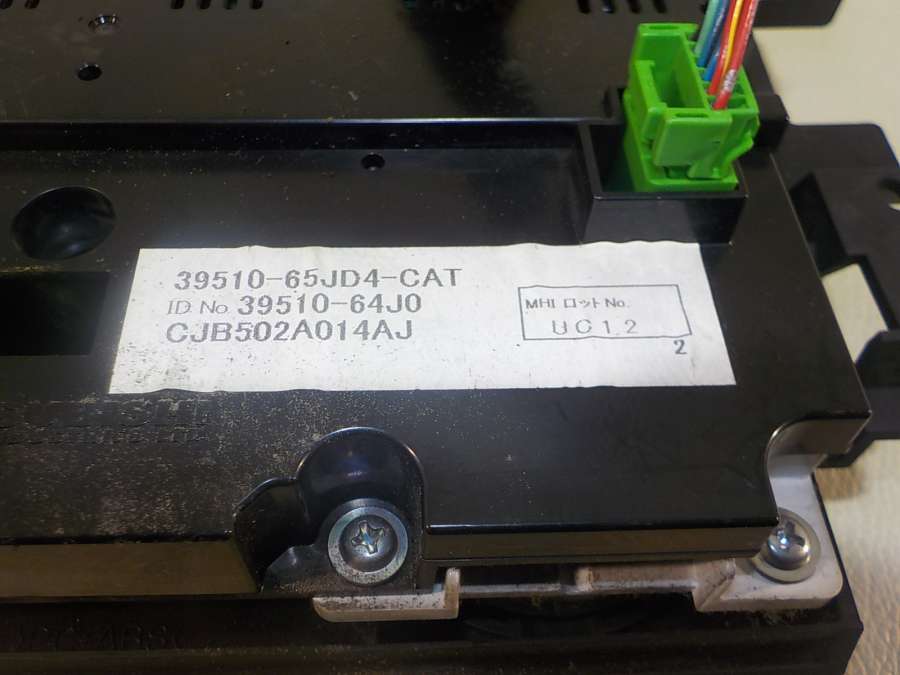 39510-65JD4-CAT
ID. No. 39510-64J0
CJB502A014AJ
MHI ロットNo.
UC12
2